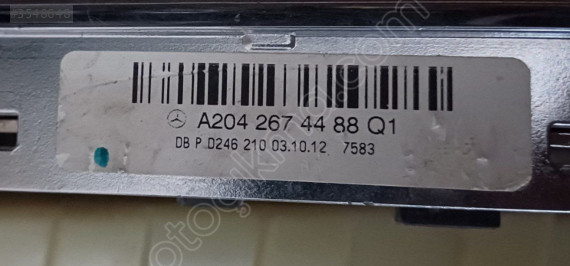 A204 267 44 88 Q1
DB P D246 210 03.10.12 7583